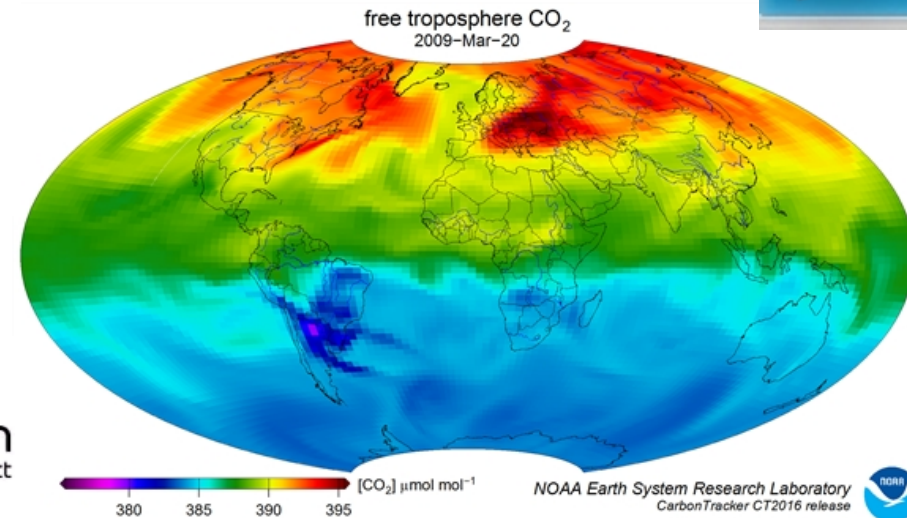 free troposphere CO₂
2009-Mar-20
n
ct
380 385 390 395
[CO₂] μmol mol⁻¹
NOAA Earth System Research Laboratory
CarbonTracker CT2016 release
NOAA